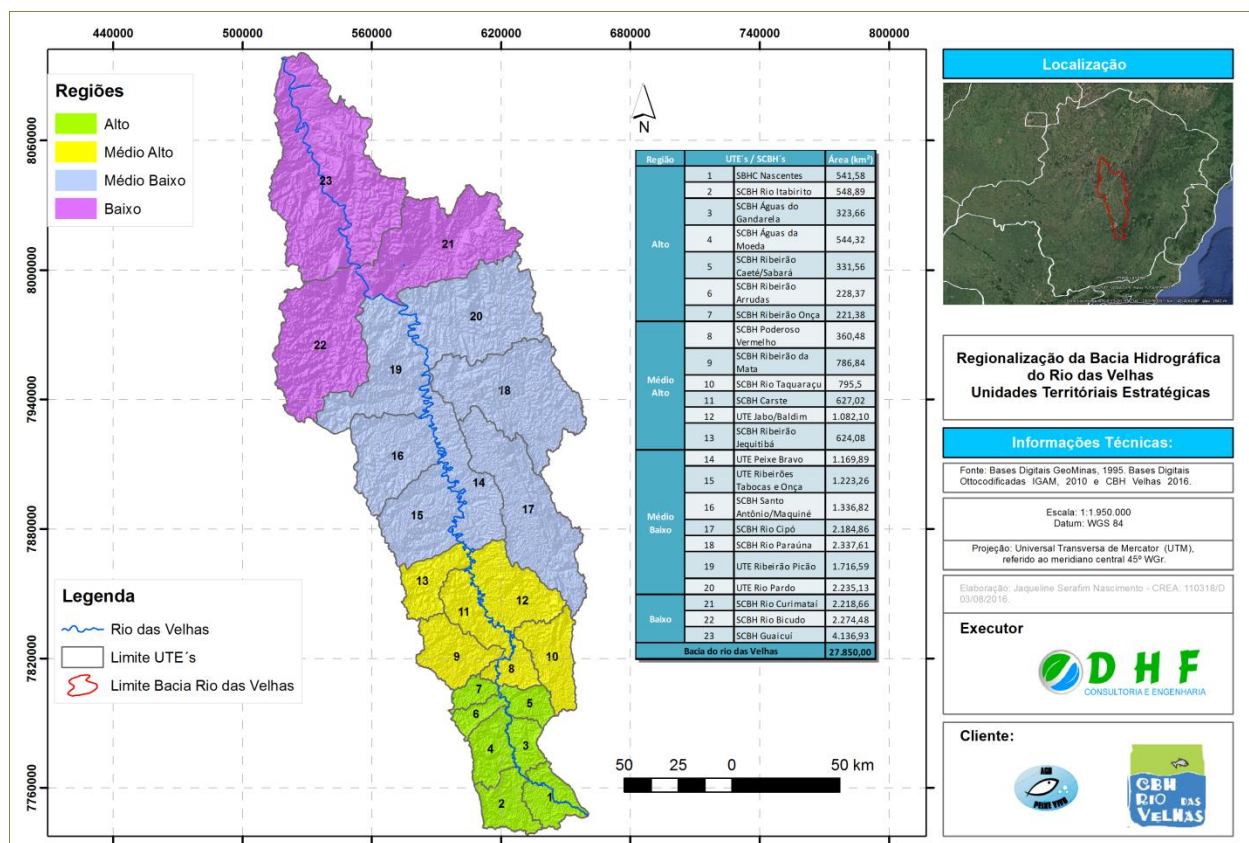 440000 500000 560000 620000 680000 740000 800000
8060000
8000000
7940000
7880000
7820000
7760000
Regiões
Alto
Médio Alto
Médio Baixo
Baixo
N
23
21
22
20
19
18
16
14
15
17
13
12
11
9
10
8
7
5
6
4
3
2
1
Região UTE´s / SCBH´s Área (km²)
Alto
1 SBHC Nascentes 541,58
2 SCBH Rio Itabirito 548,89
3 SCBH Águas do Gandarela 323,66
4 SCBH Águas da Moeda 544,32
5 SCBH Ribeirão Caeté/Sabará 331,56
6 SCBH Ribeirão Arrudas 228,37
7 SCBH Ribeirão Onça 221,38
Médio Alto
8 SCBH Poderoso Vermelho 360,48
9 SCBH Ribeirão da Mata 786,84
10 SCBH Rio Taquaraçu 795,5
11 SCBH Carste 627,02
12 UTE Jabo/Baldim 1.082,10
13 SCBH Ribeirão Jequitibá 624,08
Médio Baixo
14 UTE Peixe Bravo 1.169,89
15 UTE Ribeirões Tabocas e Onça 1.223,26
16 SCBH Santo Antônio/Maquiné 1.336,82
17 SCBH Rio Cipó 2.184,86
18 SCBH Rio Paraúna 2.337,61
19 UTE Ribeirão Picão 1.716,59
20 UTE Rio Pardo 2.235,13
Baixo
21 SCBH Rio Curimataí 2.218,66
22 SCBH Rio Bicudo 2.274,48
23 SCBH Guaicuí 4.136,93
Bacia do rio das Velhas 27.850,00
Legenda
Rio das Velhas
Limite UTE´s
Limite Bacia Rio das Velhas
50 25 0 50 km
Localização
Regionalização da Bacia Hidrográfica
do Rio das Velhas
Unidades Territóriais Estratégicas
Informações Técnicas:
Fonte: Bases Digitais GeoMinas, 1995. Bases Digitais
Ottocodificadas IGAM, 2010 e CBH Velhas 2016.
Escala: 1:1.950.000
Datum: WGS 84
Projeção: Universal Transversa de Mercator (UTM),
referido ao meridiano central 45º WGr.
Elaboração: Jaqueline Serafim Nascimento - CREA: 110318/D
03/08/2016.
Executor
DHF
CONSULTORIA E ENGENHARIA
Cliente:
AGB
PEIXE VIVO
CBH
RIO
DAS
VELHAS